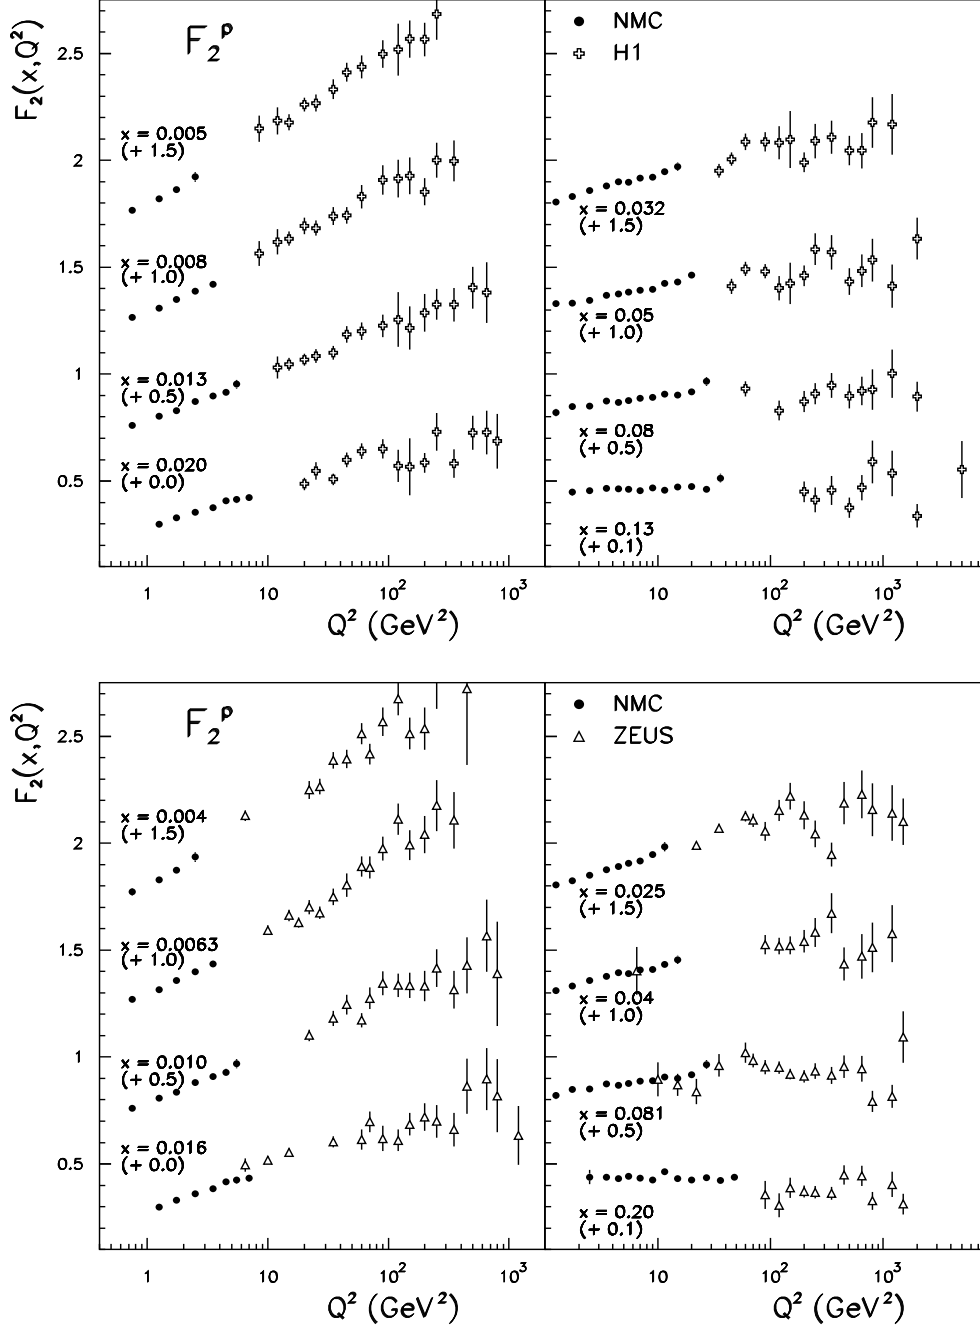 F₂(x,Q²)
2.5
2
1.5
1
0.5
F₂ᵖ
x = 0.005
(+ 1.5)
x = 0.008
(+ 1.0)
x = 0.013
(+ 0.5)
x = 0.020
(+ 0.0)
1 10 10² 10³
Q² (GeV²)
NMC
H1
x = 0.032
(+ 1.5)
x = 0.05
(+ 1.0)
x = 0.08
(+ 0.5)
x = 0.13
(+ 0.1)
10 10² 10³
Q² (GeV²)
F₂(x,Q²)
2.5
2
1.5
1
0.5
F₂ᵖ
x = 0.004
(+ 1.5)
x = 0.0063
(+ 1.0)
x = 0.010
(+ 0.5)
x = 0.016
(+ 0.0)
1 10 10² 10³
Q² (GeV²)
NMC
ZEUS
x = 0.025
(+ 1.5)
x = 0.04
(+ 1.0)
x = 0.081
(+ 0.5)
x = 0.20
(+ 0.1)
10 10² 10³
Q² (GeV²)